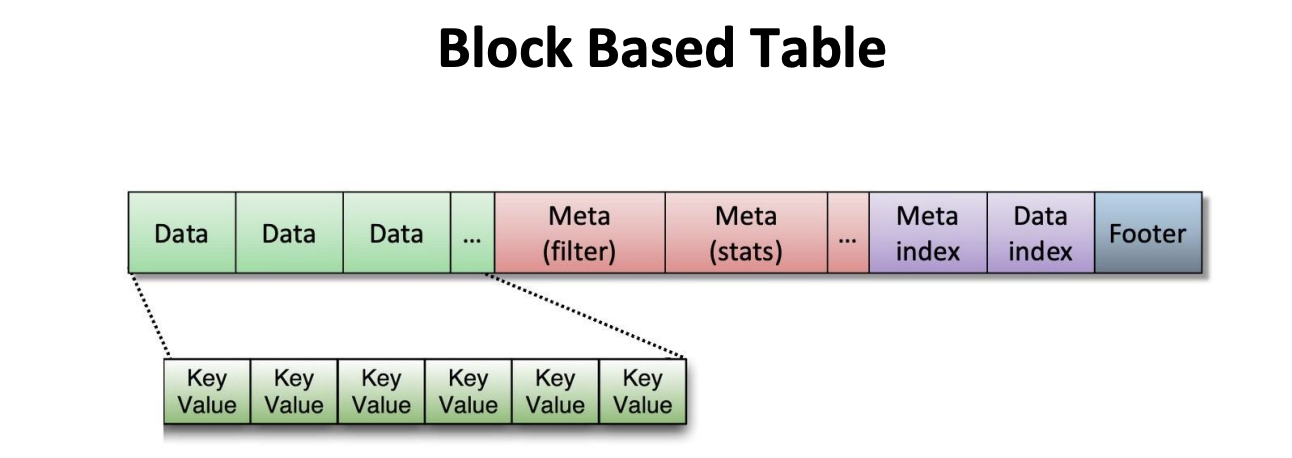 Block Based Table
Data
Data
Data
...
Meta
(filter)
Meta
(stats)
...
Meta
index
Data
index
Footer
Key
Value
Key
Value
Key
Value
Key
Value
Key
Value
Key
Value